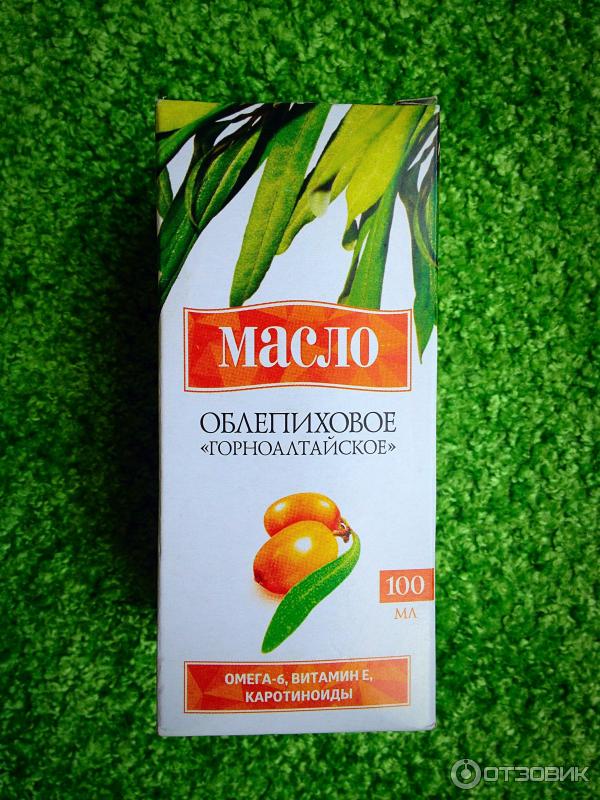 Масло
ОБЛЕПИХОВОЕ
«ГОРНОАЛТАЙСКОЕ»
100
МЛ
ОМЕГА-6, ВИТАМИН Е,
КАРОТИНОИДЫ
ОТЗОВИК